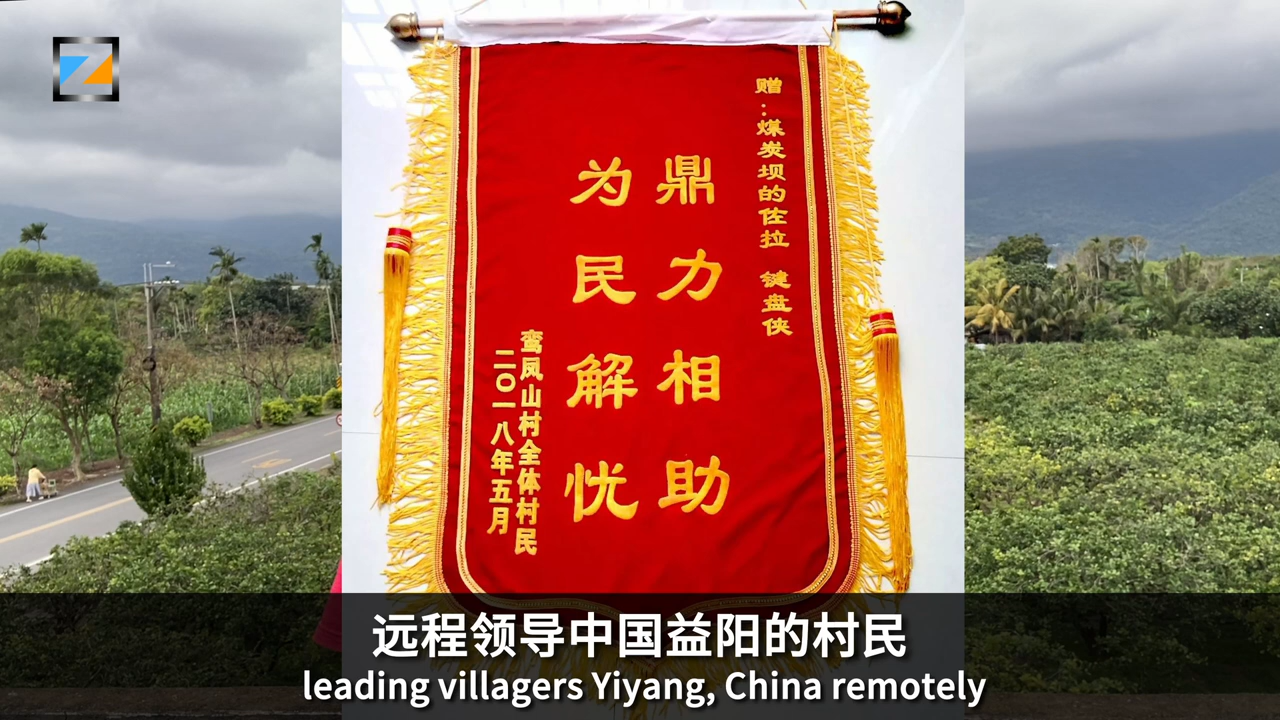 赠:煤炭坝的佐拉 键盘侠
鼎力相助
为民解忧
鸾凤山村全体村民
二〇一八年五月
远程领导中国益阳的村民
leading villagers Yiyang, China remotely